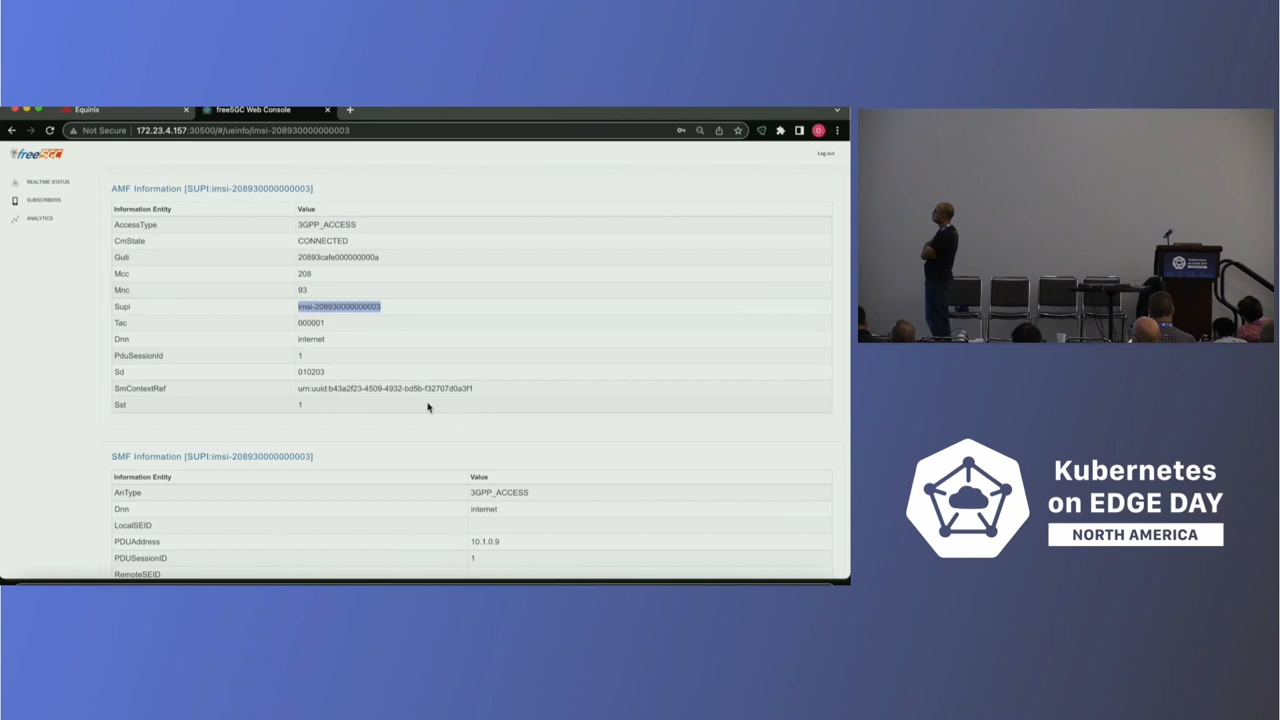 Equinix
free5GC Web Console
Not Secure 172.23.4.157:30500/#/ueinfo/imsi-208930000000003
free5GC
Log out
REALTIME STATUS
SUBSCRIBERS
ANALYTICS
AMF Information [SUPI:imsi-208930000000003]
Information Entity Value
AccessType 3GPP_ACCESS
CmState CONNECTED
Guti 20893cafe000000000a
Mcc 208
Mnc 93
Supi imsi-208930000000003
Tac 000001
Dnn internet
PduSessionId 1
Sd 010203
SmContextRef urn:uuid:b43a2f23-4509-4932-bd5b-f32707d0a3f1
Sst 1
SMF Information [SUPI:imsi-208930000000003]
Information Entity Value
AnType 3GPP_ACCESS
Dnn internet
LocalSEID
PDUAddress 10.1.0.9
PDUSessionID 1
RemoteSEID
Kubernetes
on EDGE DAY
Kubernetes
on EDGE DAY
NORTH AMERICA